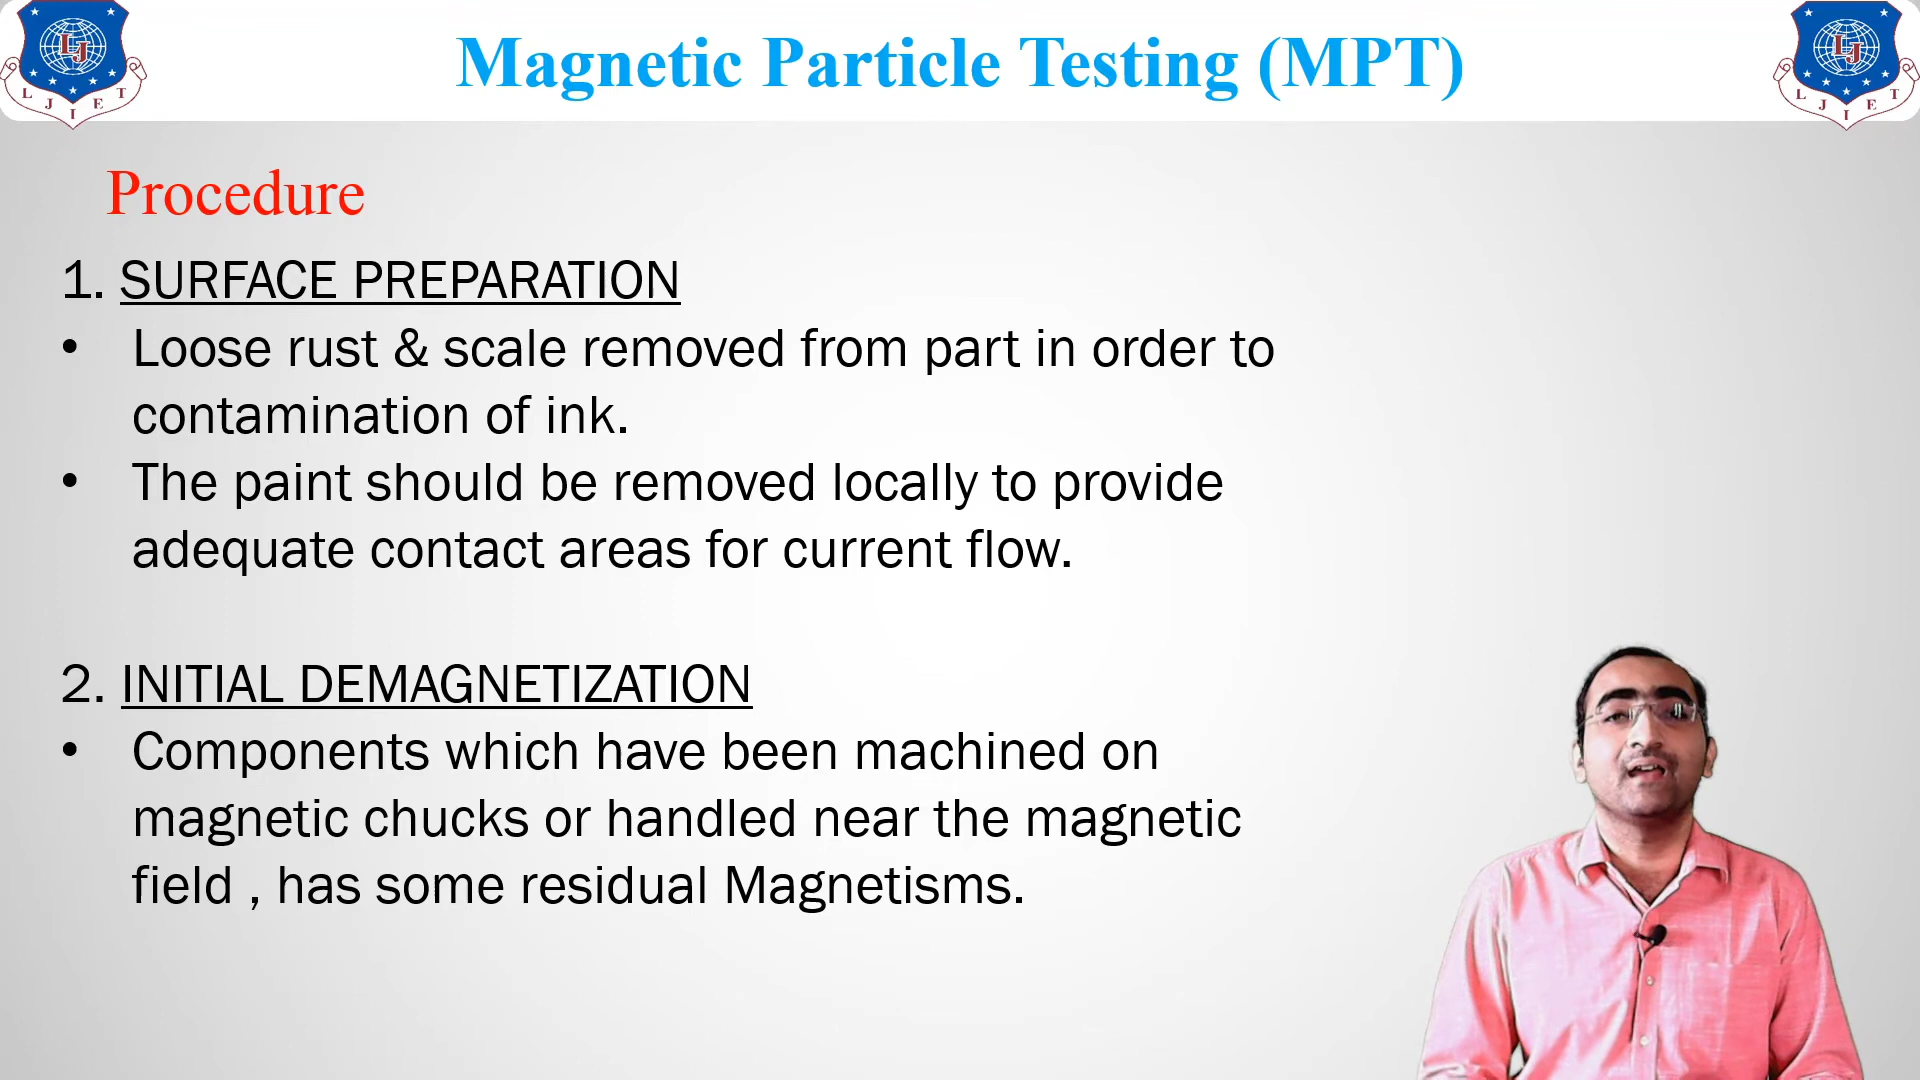 Magnetic Particle Testing (MPT)
LJ
L J I E T
LJ
L J I E T
Procedure
1. SURFACE PREPARATION
• Loose rust & scale removed from part in order to
contamination of ink.
• The paint should be removed locally to provide
adequate contact areas for current flow.
2. INITIAL DEMAGNETIZATION
• Components which have been machined on
magnetic chucks or handled near the magnetic
field , has some residual Magnetisms.